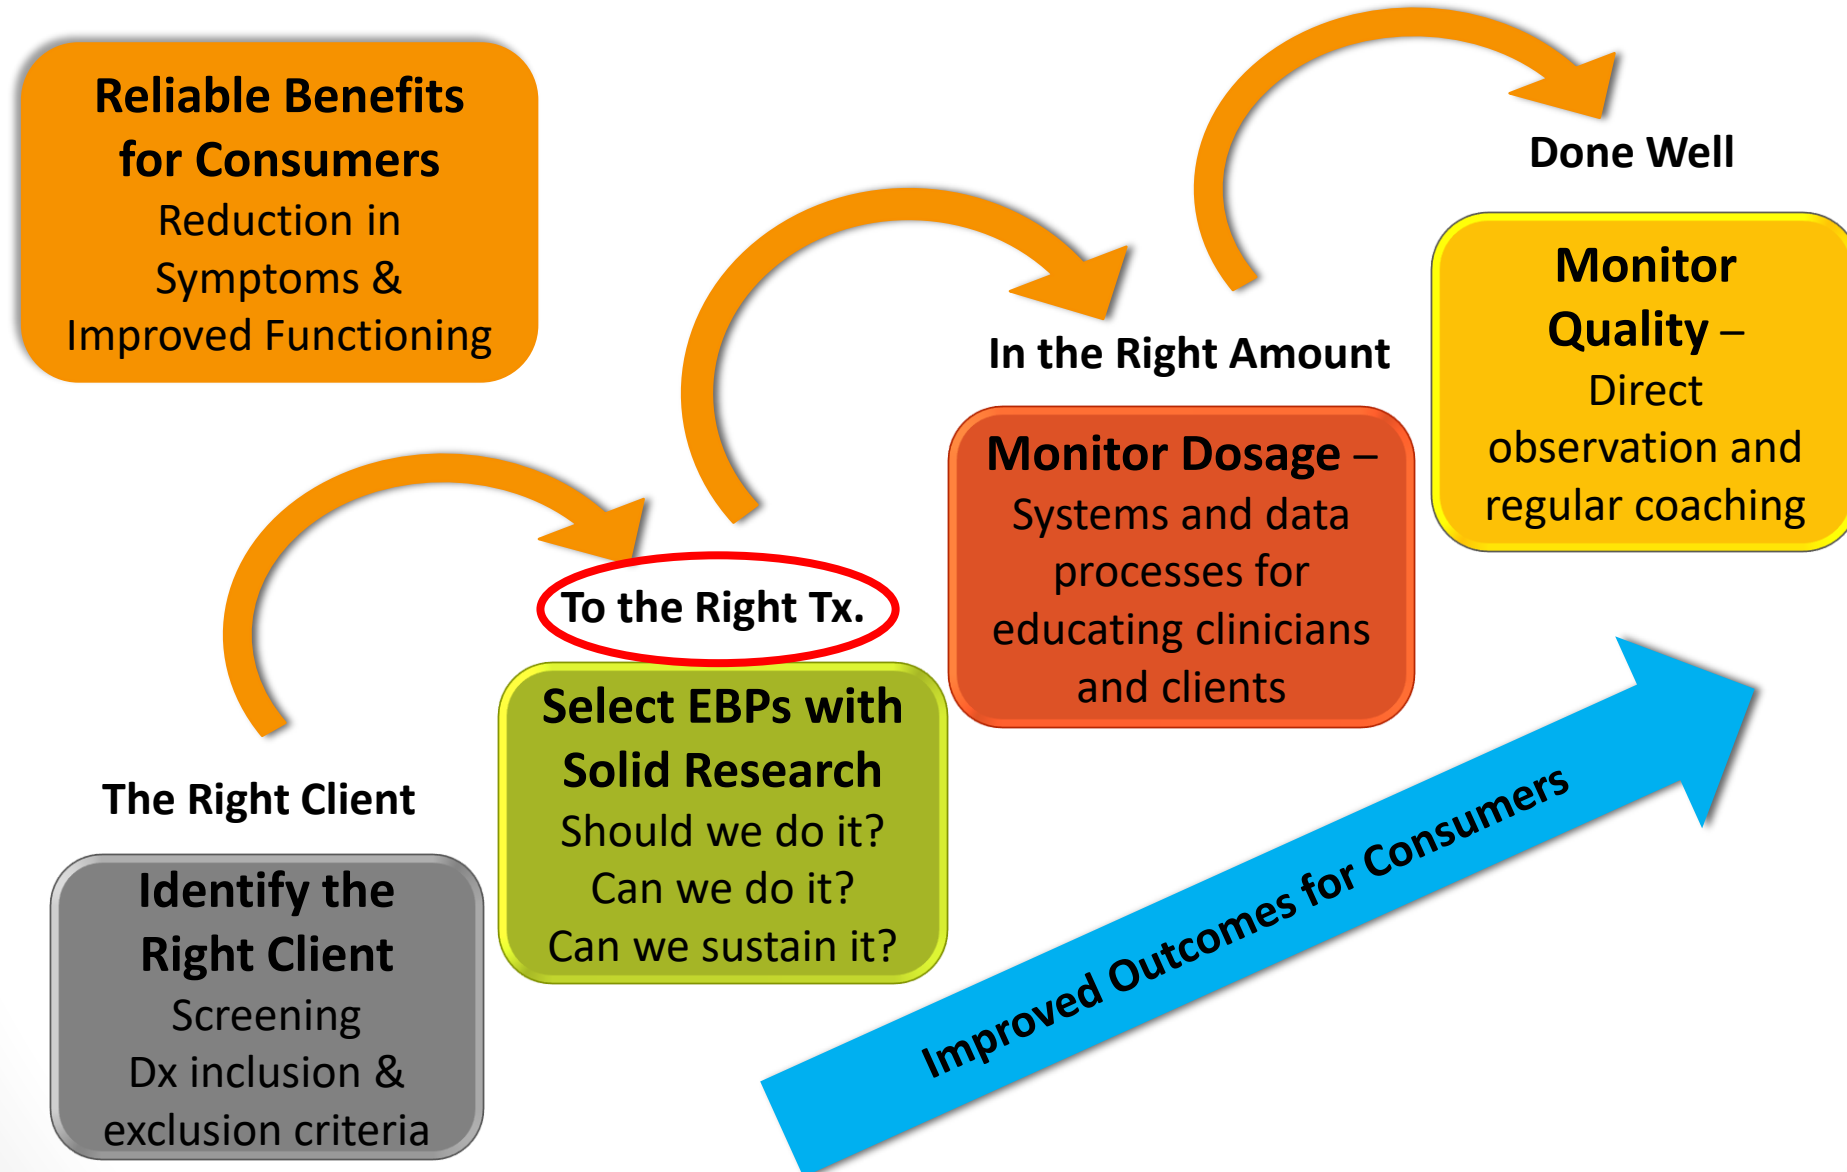 Reliable Benefits
for Consumers
Reduction in
Symptoms &
Improved Functioning
The Right Client
Identify the
Right Client
Screening
Dx inclusion &
exclusion criteria
To the Right Tx.
Select EBPs with
Solid Research
Should we do it?
Can we do it?
Can we sustain it?
In the Right Amount
Monitor Dosage –
Systems and data
processes for
educating clinicians
and clients
Done Well
Monitor
Quality –
Direct
observation and
regular coaching
Improved Outcomes for Consumers